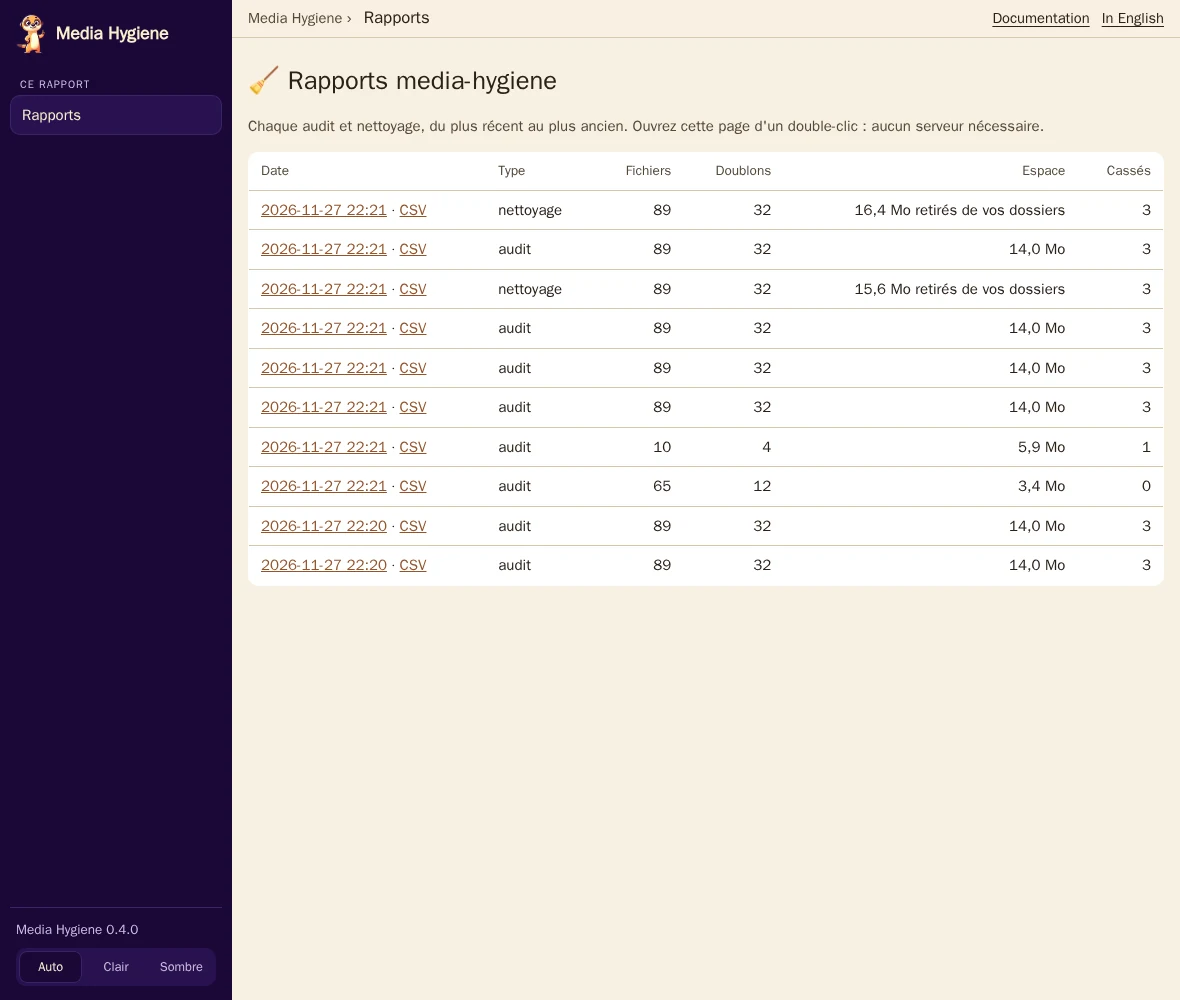 Media Hygiene
CE RAPPORT
Rapports
Media Hygiene 0.4.0
Auto Clair Sombre
Media Hygiene › Rapports
Documentation In English
Rapports media-hygiene
Chaque audit et nettoyage, du plus récent au plus ancien. Ouvrez cette page d'un double-clic : aucun serveur nécessaire.
Date Type Fichiers Doublons Espace Cassés
2026-11-27 22:21 · CSV nettoyage 89 32 16,4 Mo retirés de vos dossiers 3
2026-11-27 22:21 · CSV audit 89 32 14,0 Mo 3
2026-11-27 22:21 · CSV nettoyage 89 32 15,6 Mo retirés de vos dossiers 3
2026-11-27 22:21 · CSV audit 89 32 14,0 Mo 3
2026-11-27 22:21 · CSV audit 89 32 14,0 Mo 3
2026-11-27 22:21 · CSV audit 89 32 14,0 Mo 3
2026-11-27 22:21 · CSV audit 10 4 5,9 Mo 1
2026-11-27 22:21 · CSV audit 65 12 3,4 Mo 0
2026-11-27 22:20 · CSV audit 89 32 14,0 Mo 3
2026-11-27 22:20 · CSV audit 89 32 14,0 Mo 3